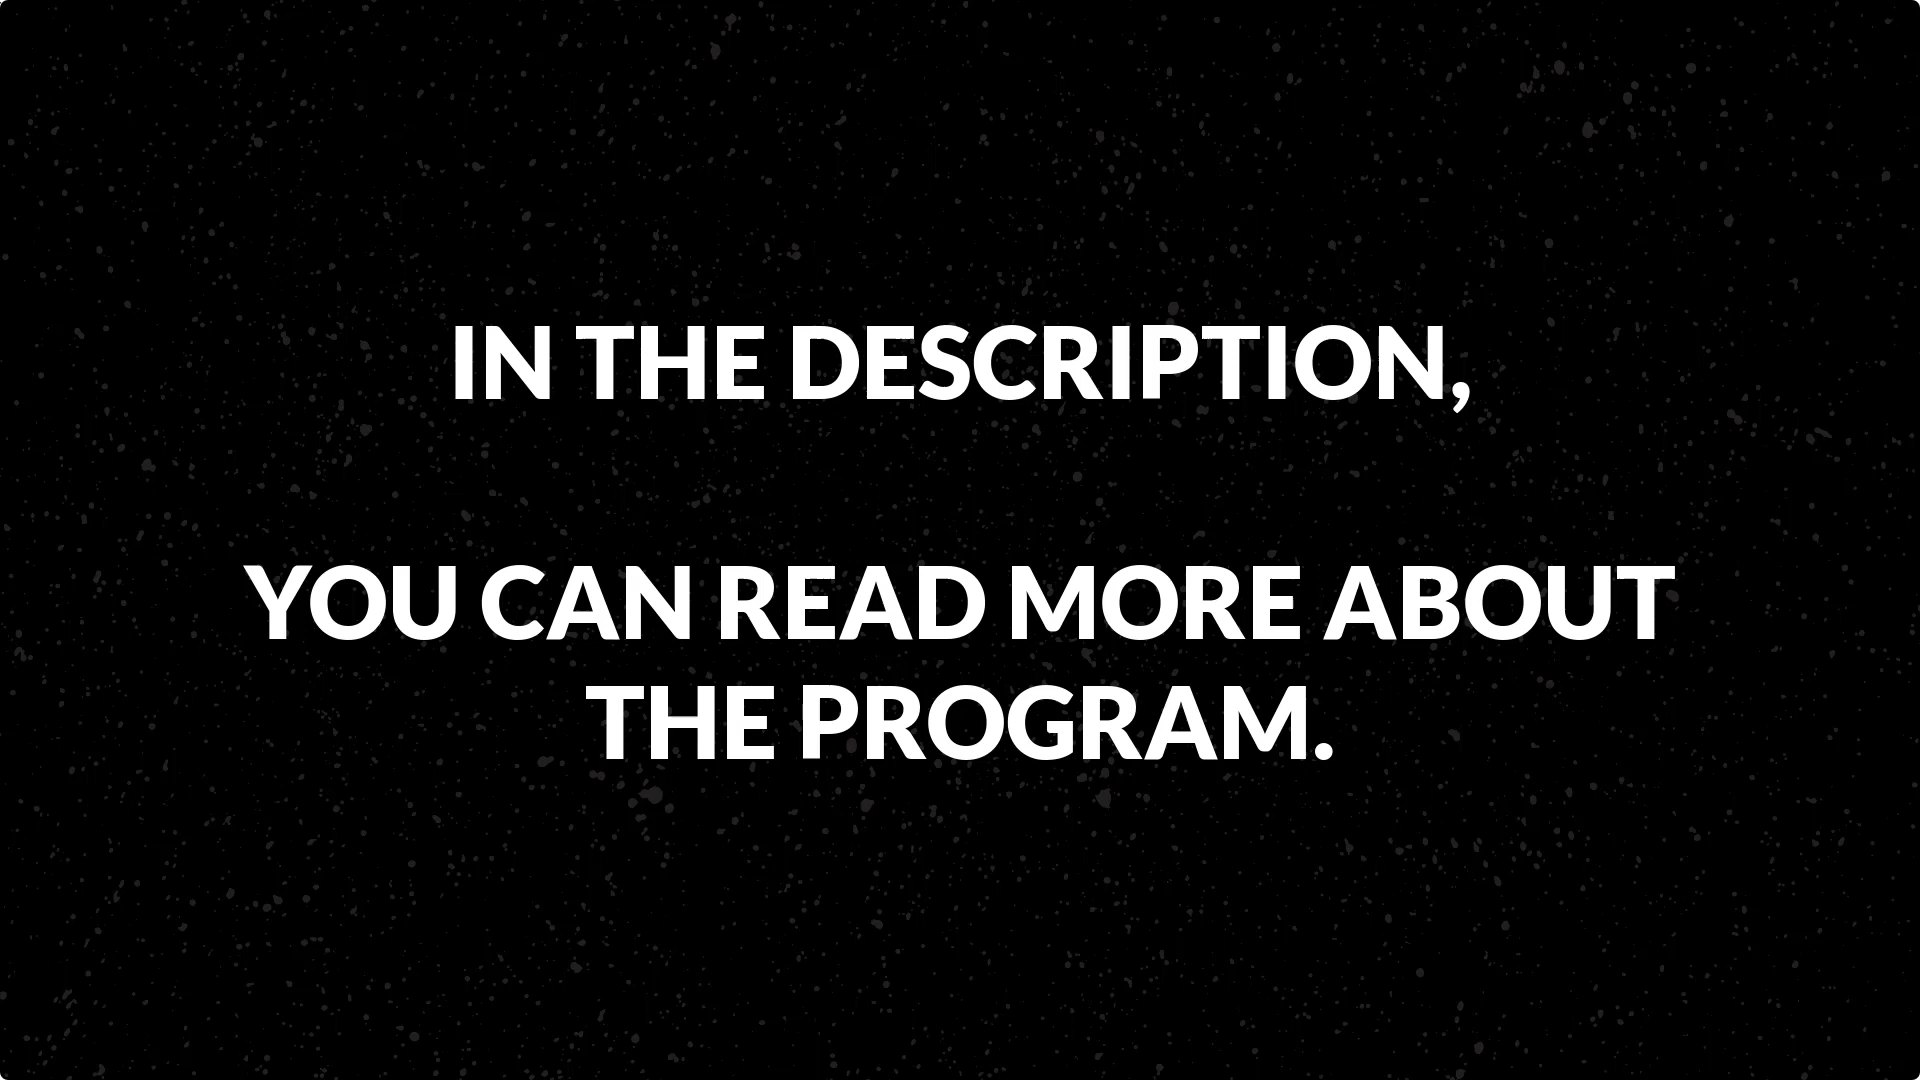 IN THE DESCRIPTION,
YOU CAN READ MORE ABOUT
THE PROGRAM.